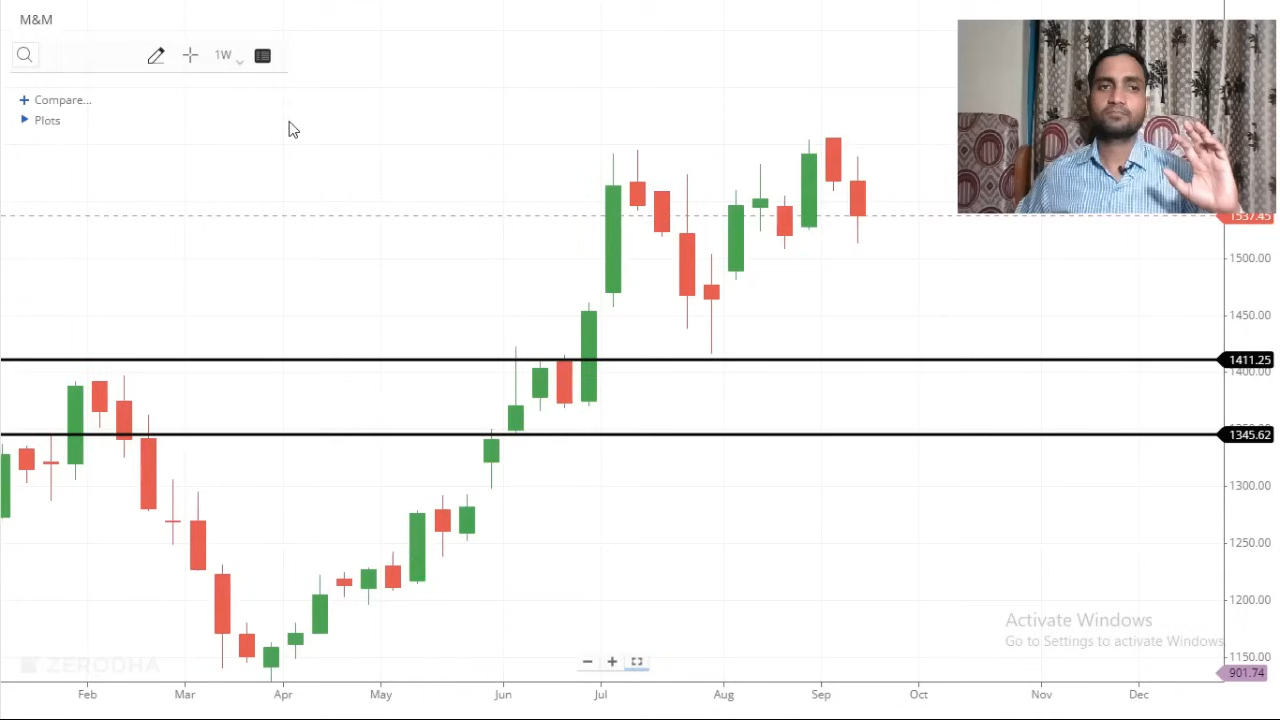 M&M
1W
Compare...
Plots
1537.45
1500.00
1450.00
1411.25
1400.00
1345.62
1300.00
1250.00
1200.00
1150.00
901.74
Activate Windows
Go to Settings to activate Windows
ZERODHA
Feb Mar Apr May Jun Jul Aug Sep Oct Nov Dec